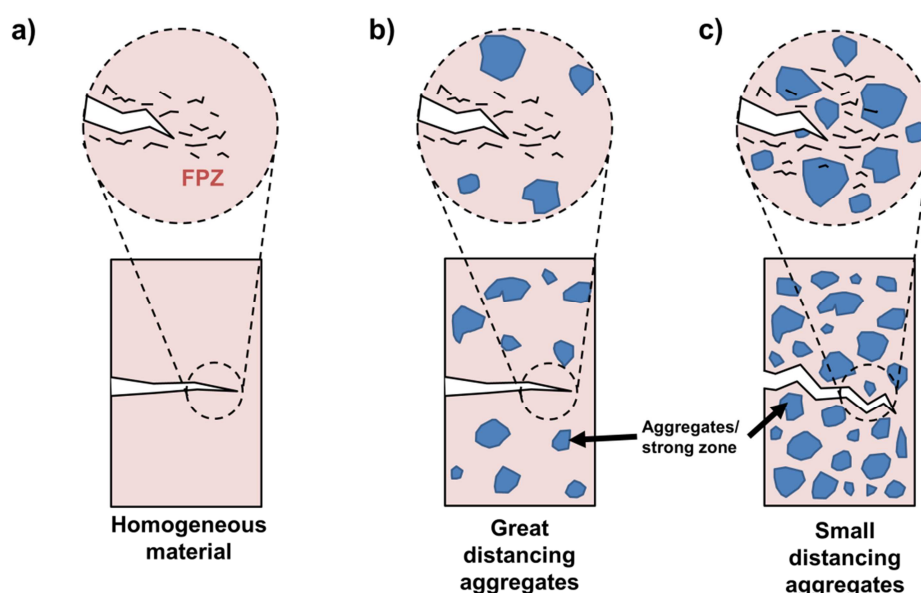 a)
b)
c)
FPZ
Aggregates/
strong zone
Homogeneous
material
Great
distancing
aggregates
Small
distancing
aggregates